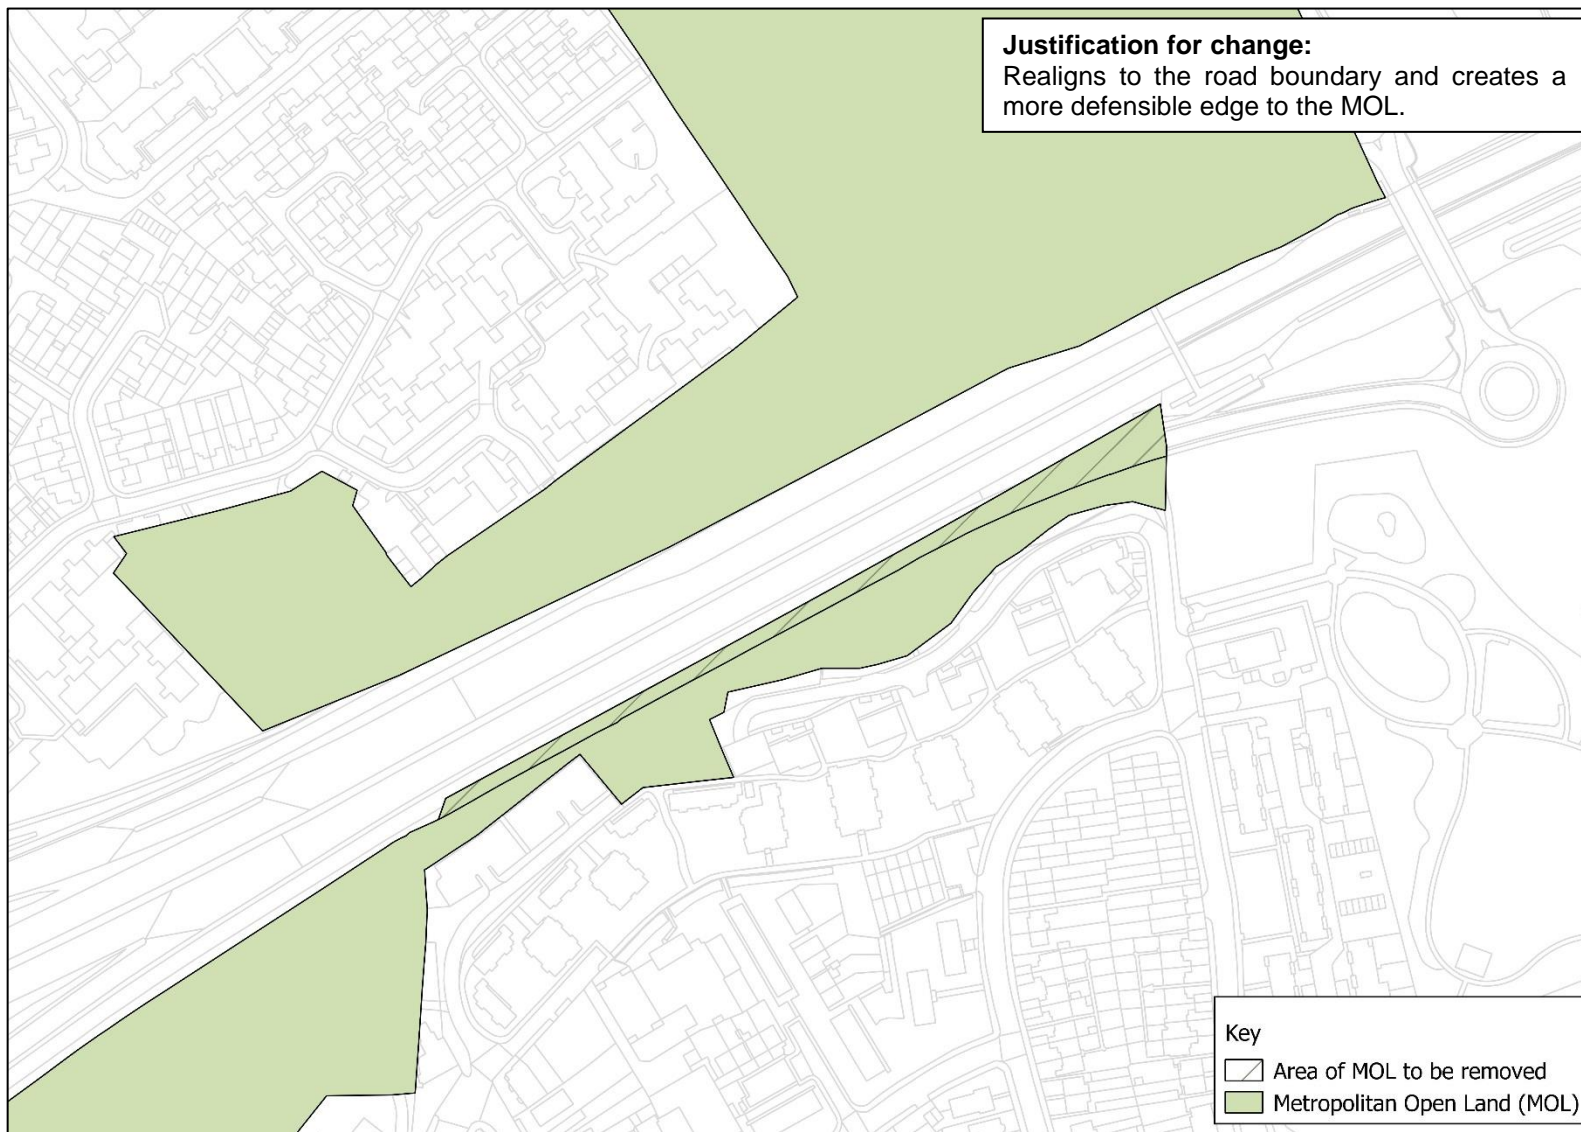 Justification for change:
Realigns to the road boundary and creates a
more defensible edge to the MOL.
Key
Area of MOL to be removed
Metropolitan Open Land (MOL)